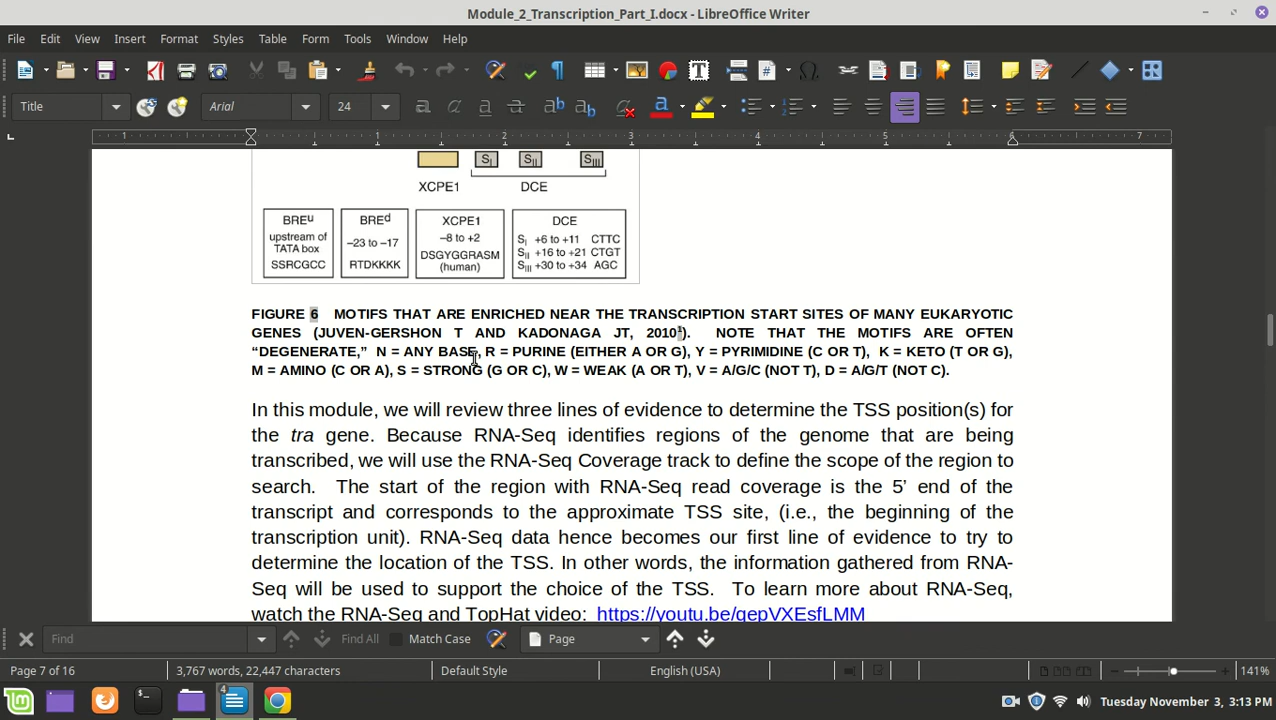 Module_2_Transcription_Part_I.docx - LibreOffice Writer
File Edit View Insert Format Styles Table Form Tools Window Help
Title Arial 24
1 1 2 3 4 5 6 7
Si Sii Siii
XCPE1 DCE
BREu BREd XCPE1 DCE
upstream of
TATA box
SSRCGCC
–23 to –17
RTDKKKK
–8 to +2
DSGYGGRASM
(human)
SI +6 to +11 CTTC
SII +16 to +21 CTGT
SIII +30 to +34 AGC
FIGURE 6 MOTIFS THAT ARE ENRICHED NEAR THE TRANSCRIPTION START SITES OF MANY EUKARYOTIC
GENES (JUVEN-GERSHON T AND KADONAGA JT, 2010¹). NOTE THAT THE MOTIFS ARE OFTEN
“DEGENERATE,” N = ANY BASE, R = PURINE (EITHER A OR G), Y = PYRIMIDINE (C OR T), K = KETO (T OR G),
M = AMINO (C OR A), S = STRONG (G OR C), W = WEAK (A OR T), V = A/G/C (NOT T), D = A/G/T (NOT C).
In this module, we will review three lines of evidence to determine the TSS position(s) for
the tra gene. Because RNA-Seq identifies regions of the genome that are being
transcribed, we will use the RNA-Seq Coverage track to define the scope of the region to
search. The start of the region with RNA-Seq read coverage is the 5’ end of the
transcript and corresponds to the approximate TSS site, (i.e., the beginning of the
transcription unit). RNA-Seq data hence becomes our first line of evidence to try to
determine the location of the TSS. In other words, the information gathered from RNA-
Seq will be used to support the choice of the TSS. To learn more about RNA-Seq,
watch the RNA-Seq and TopHat video: https://youtu.be/qepVXEsfLMM
Find Find All Match Case Page
Page 7 of 16 3,767 words, 22,447 characters Default Style English (USA) 141%
4 Tuesday November 3, 3:13 PM